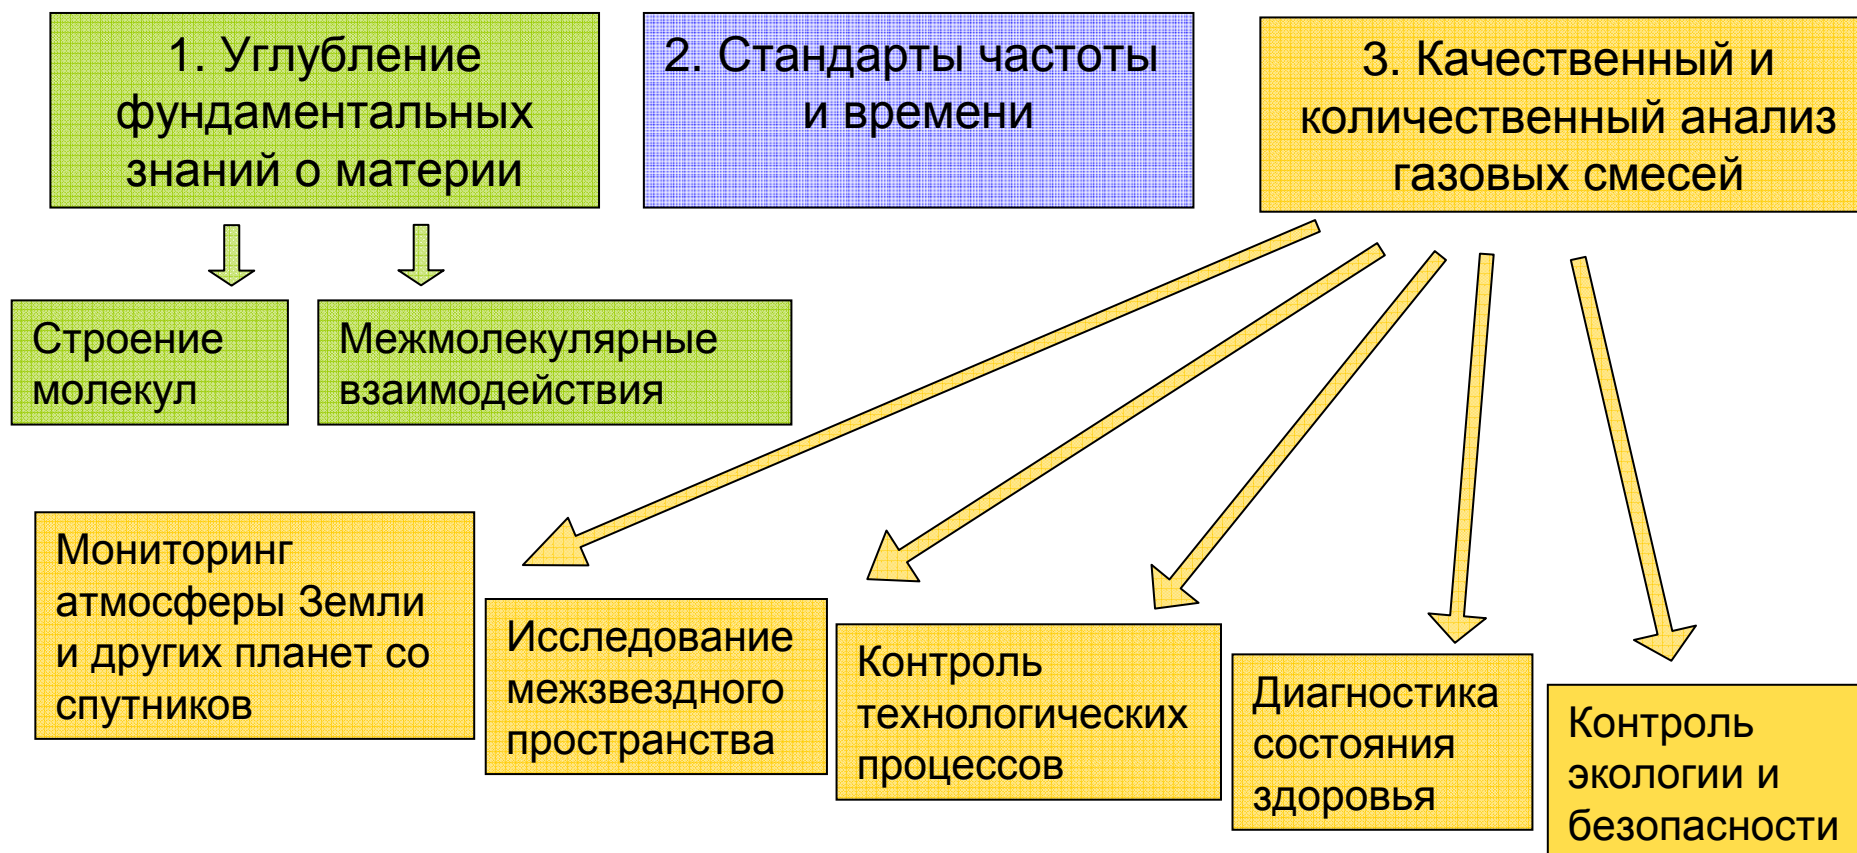 1. Углубление
фундаментальных
знаний о материи
2. Стандарты частоты
и времени
3. Качественный и
количественный анализ
газовых смесей
Строение
молекул
Межмолекулярные
взаимодействия
Мониторинг
атмосферы Земли
и других планет со
спутников
Исследование
межзвездного
пространства
Контроль
технологических
процессов
Диагностика
состояния
здоровья
Контроль
экологии и
безопасности